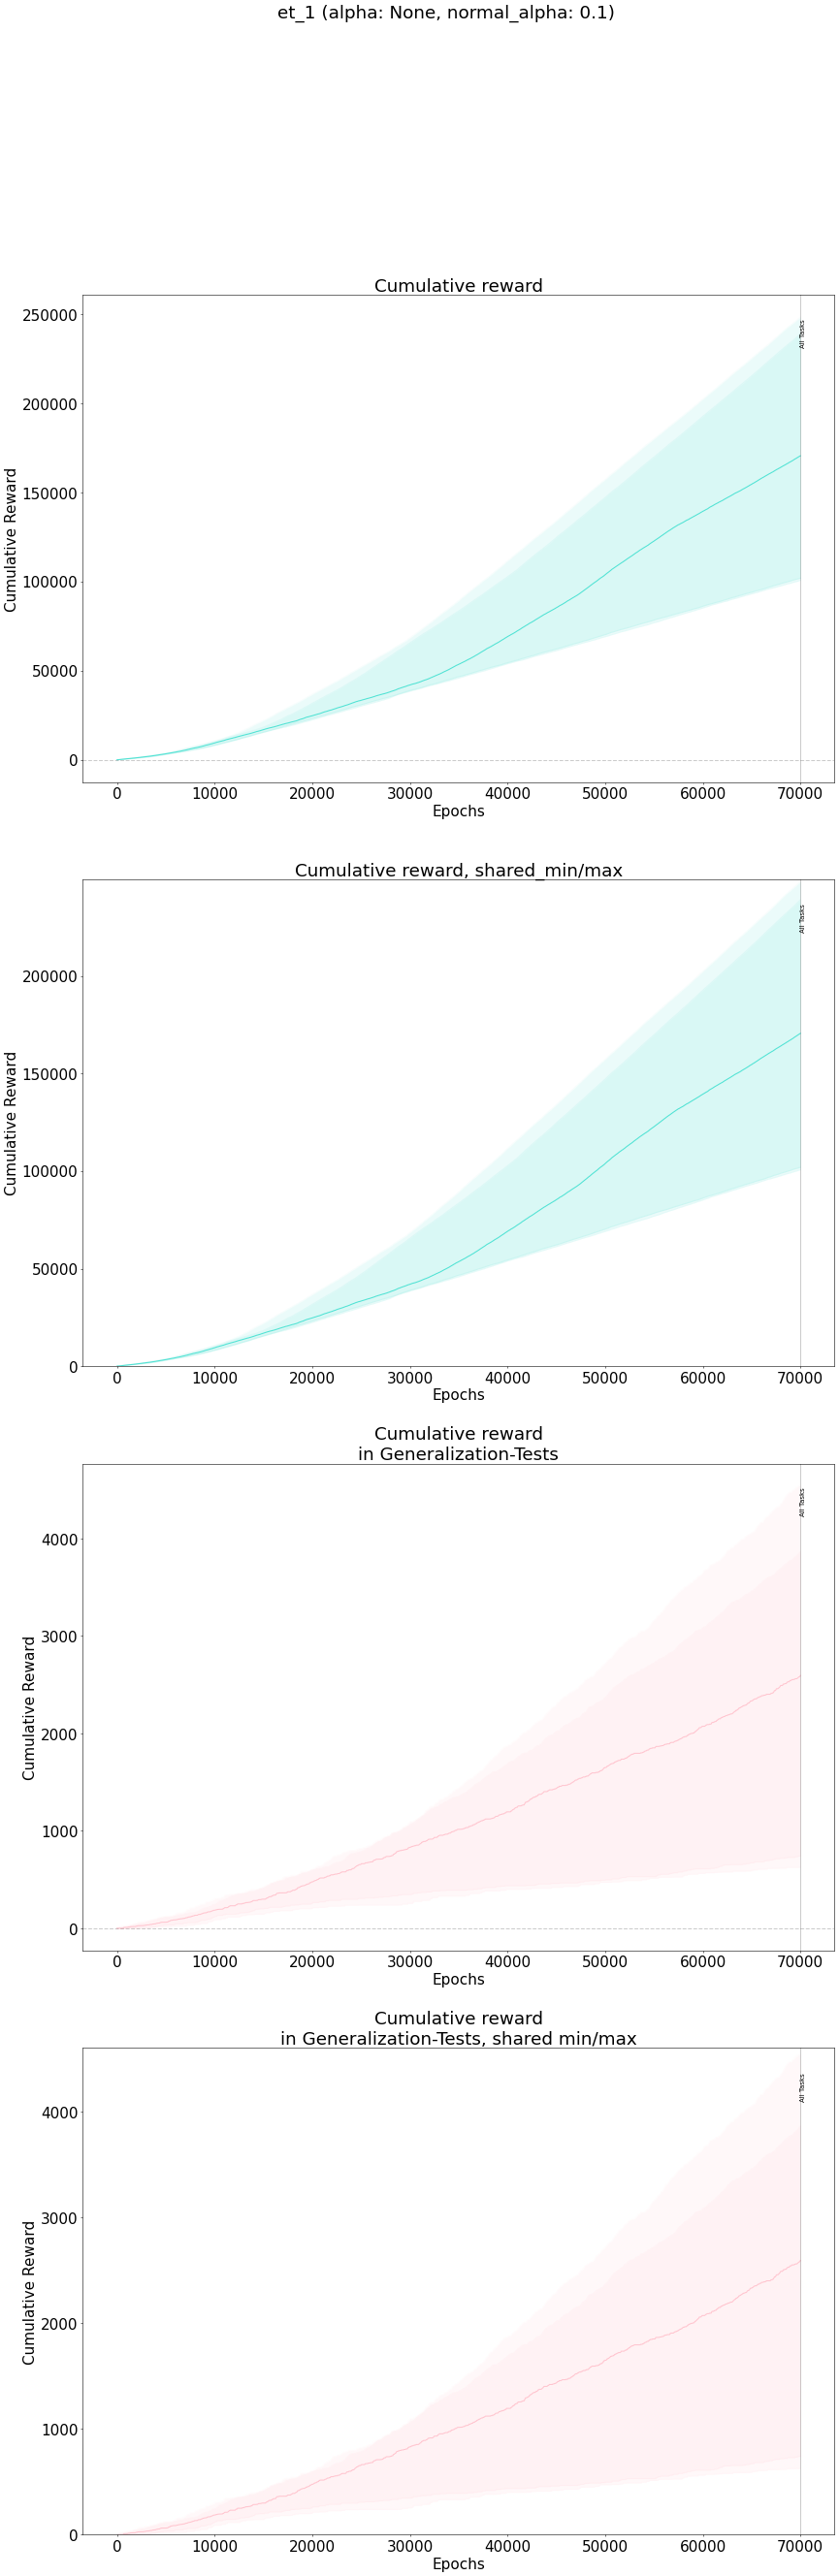 et_1 (alpha: None, normal_alpha: 0.1)
Cumulative reward
250000
200000
150000
100000
50000
0
Cumulative Reward
All Tasks
0 10000 20000 30000 40000 50000 60000 70000
Epochs
Cumulative reward, shared_min/max
200000
150000
100000
50000
0
Cumulative Reward
All Tasks
0 10000 20000 30000 40000 50000 60000 70000
Epochs
Cumulative reward
in Generalization-Tests
4000
3000
2000
1000
0
Cumulative Reward
All Tasks
0 10000 20000 30000 40000 50000 60000 70000
Epochs
Cumulative reward
in Generalization-Tests, shared min/max
4000
3000
2000
1000
0
Cumulative Reward
All Tasks
0 10000 20000 30000 40000 50000 60000 70000
Epochs